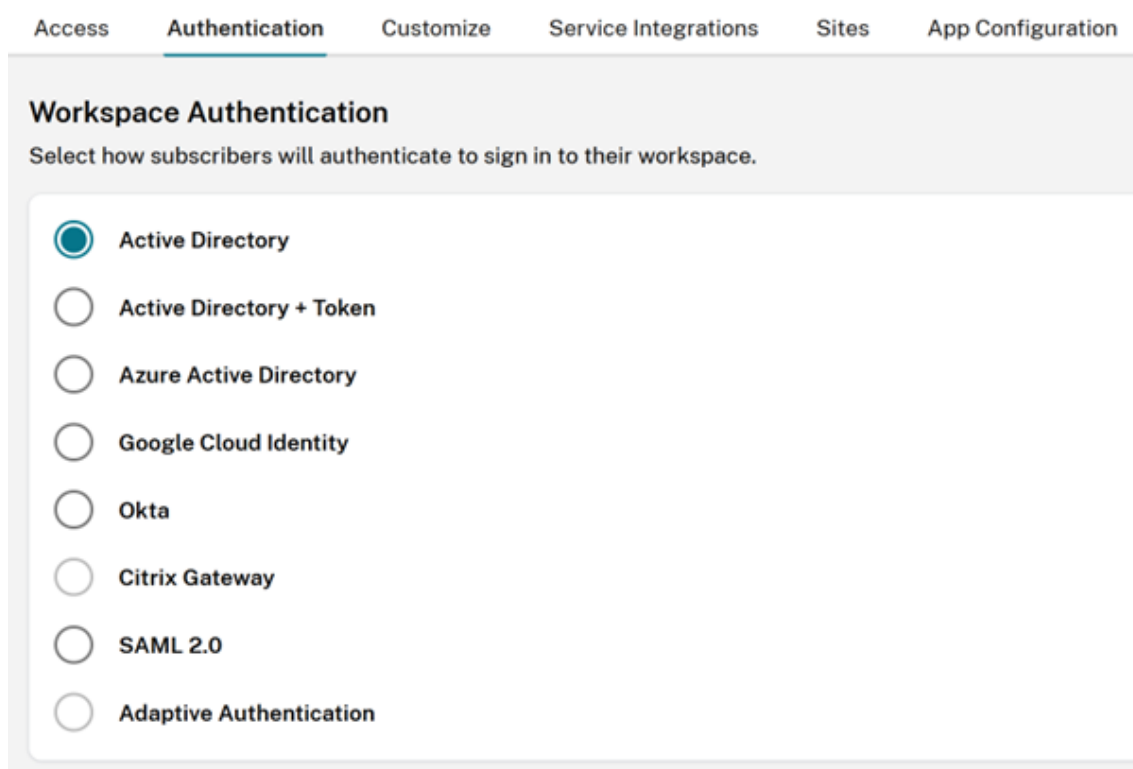 Access Authentication Customize Service Integrations Sites App Configuration
Workspace Authentication
Select how subscribers will authenticate to sign in to their workspace.
Active Directory
Active Directory + Token
Azure Active Directory
Google Cloud Identity
Okta
Citrix Gateway
SAML 2.0
Adaptive Authentication